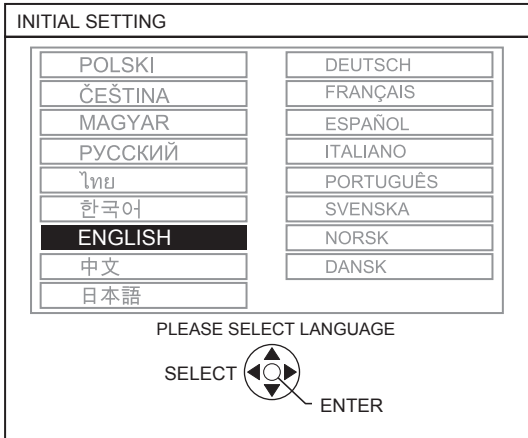 INITIAL SETTING
POLSKI
ČEŠTINA
MAGYAR
РУССКИЙ
ไทย
한국어
ENGLISH
中文
日本語
DEUTSCH
FRANÇAIS
ESPAÑOL
ITALIANO
PORTUGUÊS
SVENSKA
NORSK
DANSK
PLEASE SELECT LANGUAGE
SELECT
ENTER